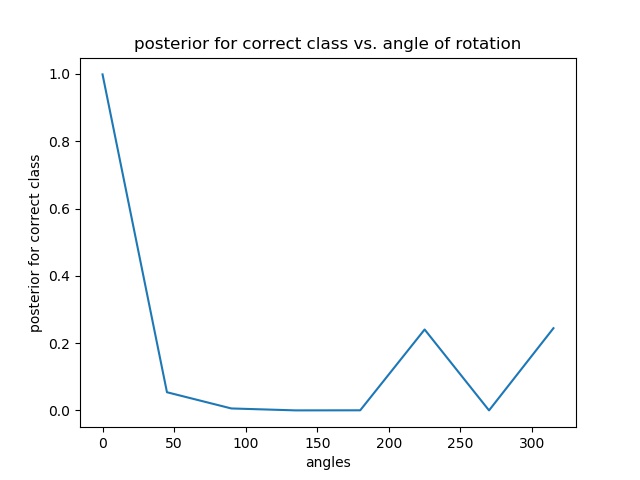 posterior for correct class vs. angle of rotation
posterior for correct class
1.0
0.8
0.6
0.4
0.2
0.0
0 50 100 150 200 250 300
angles